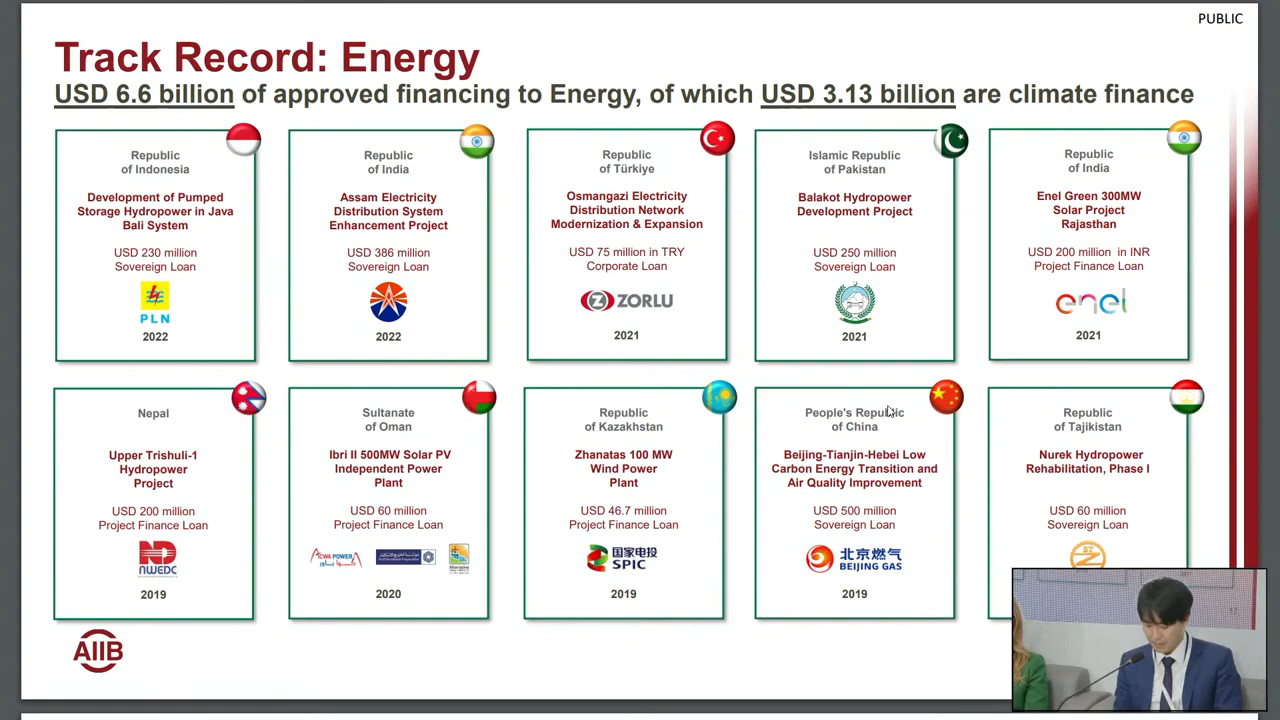 PUBLIC
Track Record: Energy
USD 6.6 billion of approved financing to Energy, of which USD 3.13 billion are climate finance
Republic
of Indonesia
Development of Pumped
Storage Hydropower in Java
Bali System
USD 230 million
Sovereign Loan
PLN
2022
Republic
of India
Assam Electricity
Distribution System
Enhancement Project
USD 386 million
Sovereign Loan
2022
Republic
of Türkiye
Osmangazi Electricity
Distribution Network
Modernization & Expansion
USD 75 million in TRY
Corporate Loan
ZORLU
2021
Islamic Republic
of Pakistan
Balakot Hydropower
Development Project
USD 250 million
Sovereign Loan
2021
Republic
of India
Enel Green 300MW
Solar Project
Rajasthan
USD 200 million in INR
Project Finance Loan
enel
2021
Nepal
Upper Trishuli-1
Hydropower
Project
USD 200 million
Project Finance Loan
NWEDC
2019
Sultanate
of Oman
Ibri II 500MW Solar PV
Independent Power
Plant
USD 60 million
Project Finance Loan
ACWA POWER
2020
Republic
of Kazakhstan
Zhanatas 100 MW
Wind Power
Plant
USD 46.7 million
Project Finance Loan
国家电投
SPIC
2019
People's Republic
of China
Beijing-Tianjin-Hebei Low
Carbon Energy Transition and
Air Quality Improvement
USD 500 million
Sovereign Loan
北京燃气
BEIJING GAS
2019
Republic
of Tajikistan
Nurek Hydropower
Rehabilitation, Phase I
USD 60 million
Sovereign Loan
AIIB